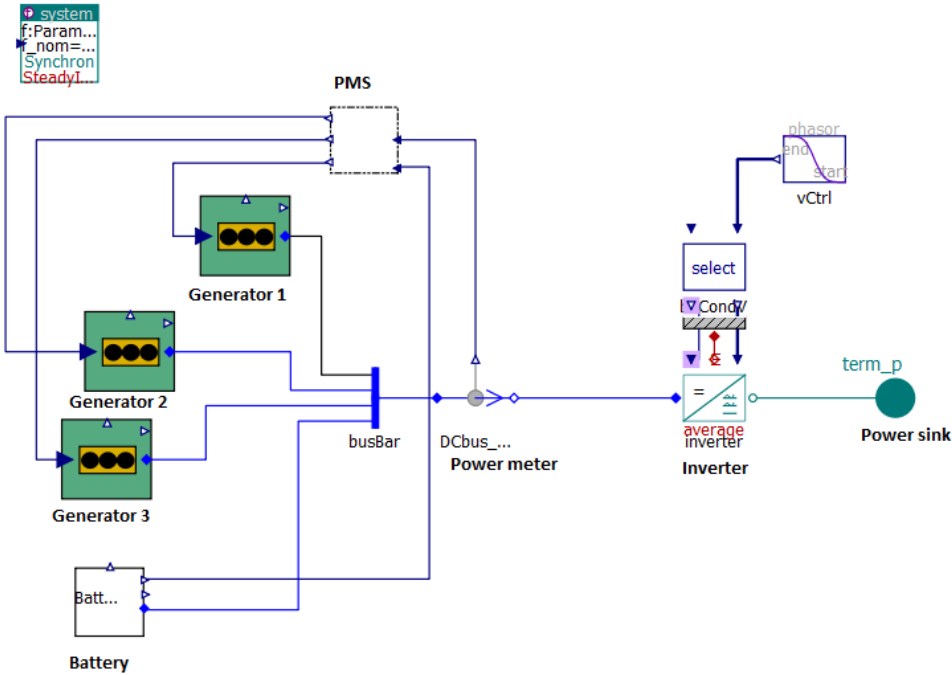 system
f:Param...
f_nom=...
Synchron
SteadyI...
PMS
phasor
end
start
vCtrl
select
Generator 1
Generator 2
Generator 3
busBar
DCbus_...
Power meter
=
average
inverter
Inverter
term_p
Power sink
Batt...
Battery